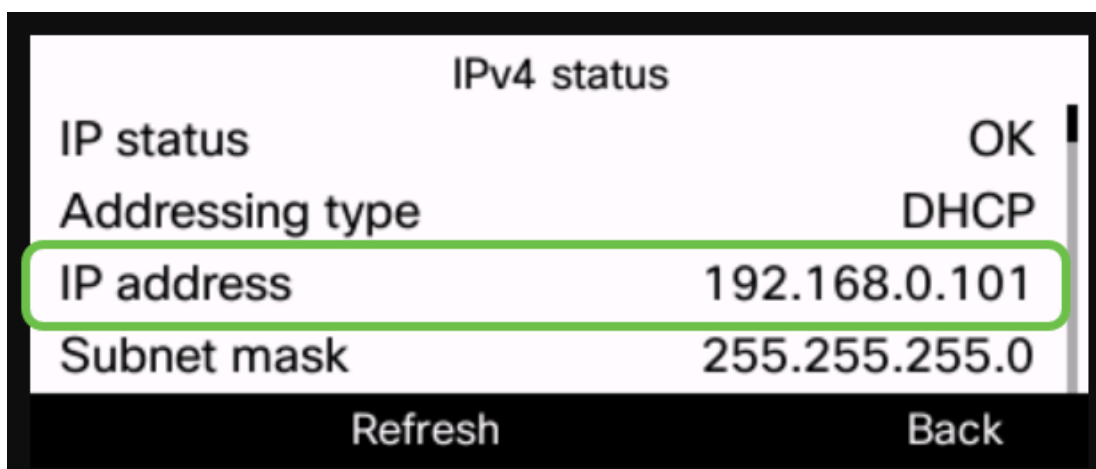 IPv4 status
IP status OK
Addressing type DHCP
IP address 192.168.0.101
Subnet mask 255.255.255.0
Refresh Back